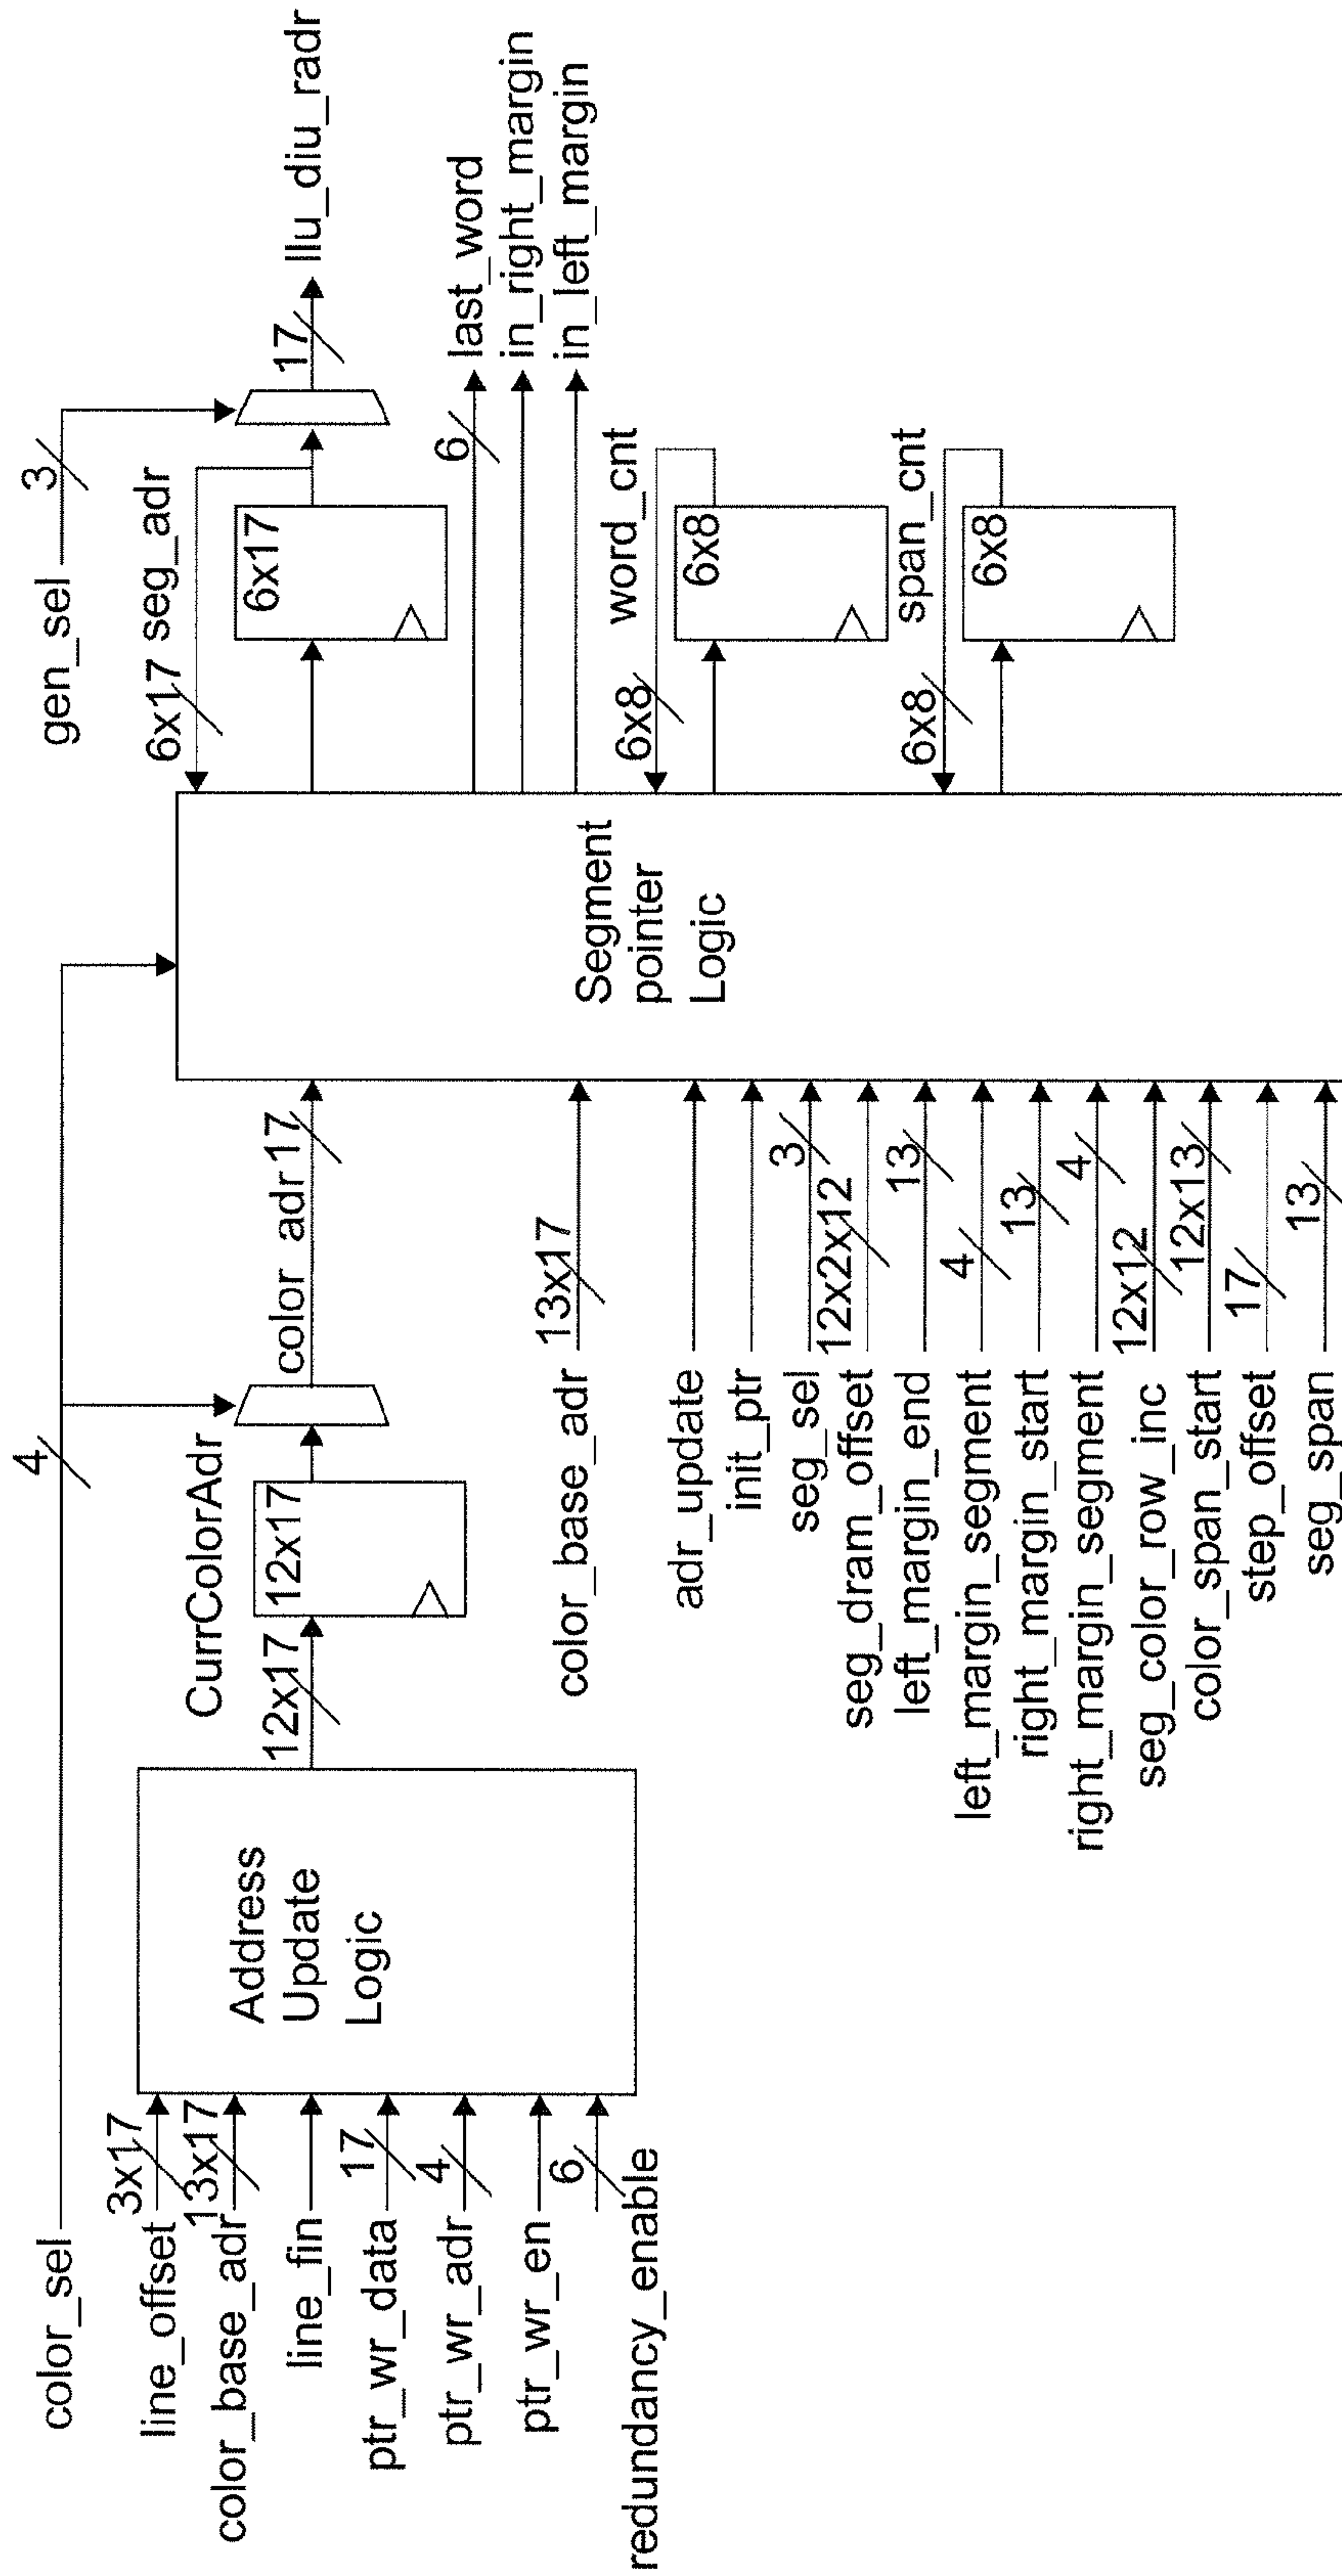 color_sel
4
line_offset
3x17
color_base_adr
13x17
line_fin
ptr_wr_data
17
ptr_wr_adr
4
ptr_wr_en
6
redundancy_enable
Address
Update
Logic
12x17
CurrColorAdr
12x17
color_adr
17
color_base_adr
13x17
adr_update
init_ptr
seg_sel
3
seg_dram_offset
12x2x12
left_margin_end
13
left_margin_segment
4
right_margin_start
13
right_margin_segment
4
seg_color_row_inc
12x12
color_span_start
12x13
step_offset
17
seg_span
13
Segment
pointer
Logic
gen_sel
3
6x17
seg_adr
6x17
17
llu_diu_radr
6
last_word
in_right_margin
in_left_margin
word_cnt
6x8
6x8
span_cnt
6x8
6x8